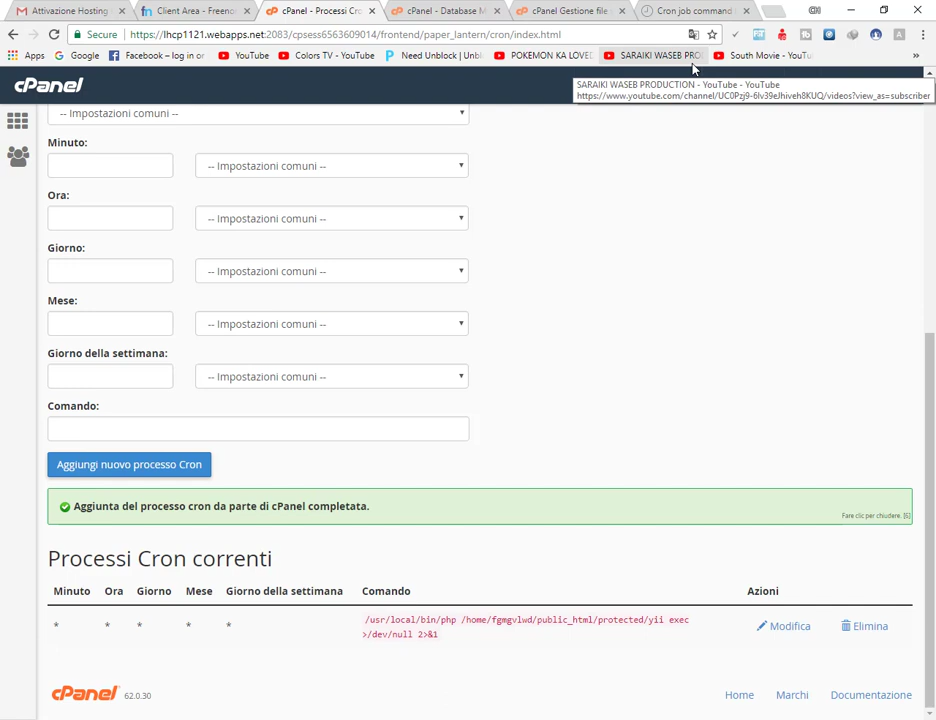 Attivazione Hosting
Client Area - Freenom
cPanel - Processi Cro
cPanel - Database M
cPanel Gestione file
Cron job command
Secure
https://lhcp1121.webapps.net:2083/cpsess6563609014/frontend/paper_lantern/cron/index.html
Apps
Google
Facebook – log in or
YouTube
Colors TV - YouTube
Need Unblock | Unbl
POKEMON KA LOVE
SARAIKI WASEB PRO
South Movie - YouTu
»
SARAIKI WASEB PRODUCTION - YouTube - YouTube
https://www.youtube.com/channel/UC0Pzj9-6lv39eJhiveh8KUQ/videos?view_as=subscriber
cPanel
-- Impostazioni comuni --
Minuto:
-- Impostazioni comuni --
Ora:
-- Impostazioni comuni --
Giorno:
-- Impostazioni comuni --
Mese:
-- Impostazioni comuni --
Giorno della settimana:
-- Impostazioni comuni --
Comando:
Aggiungi nuovo processo Cron
Aggiunta del processo cron da parte di cPanel completata.
Fare clic per chiudere. [6]
Processi Cron correnti
Minuto Ora Giorno Mese Giorno della settimana Comando Azioni
* * * * * /usr/local/bin/php /home/fgmgvlwd/public_html/protected/yii exec
>/dev/null 2>&1
Modifica
Elimina
cPanel 62.0.30
Home Marchi Documentazione